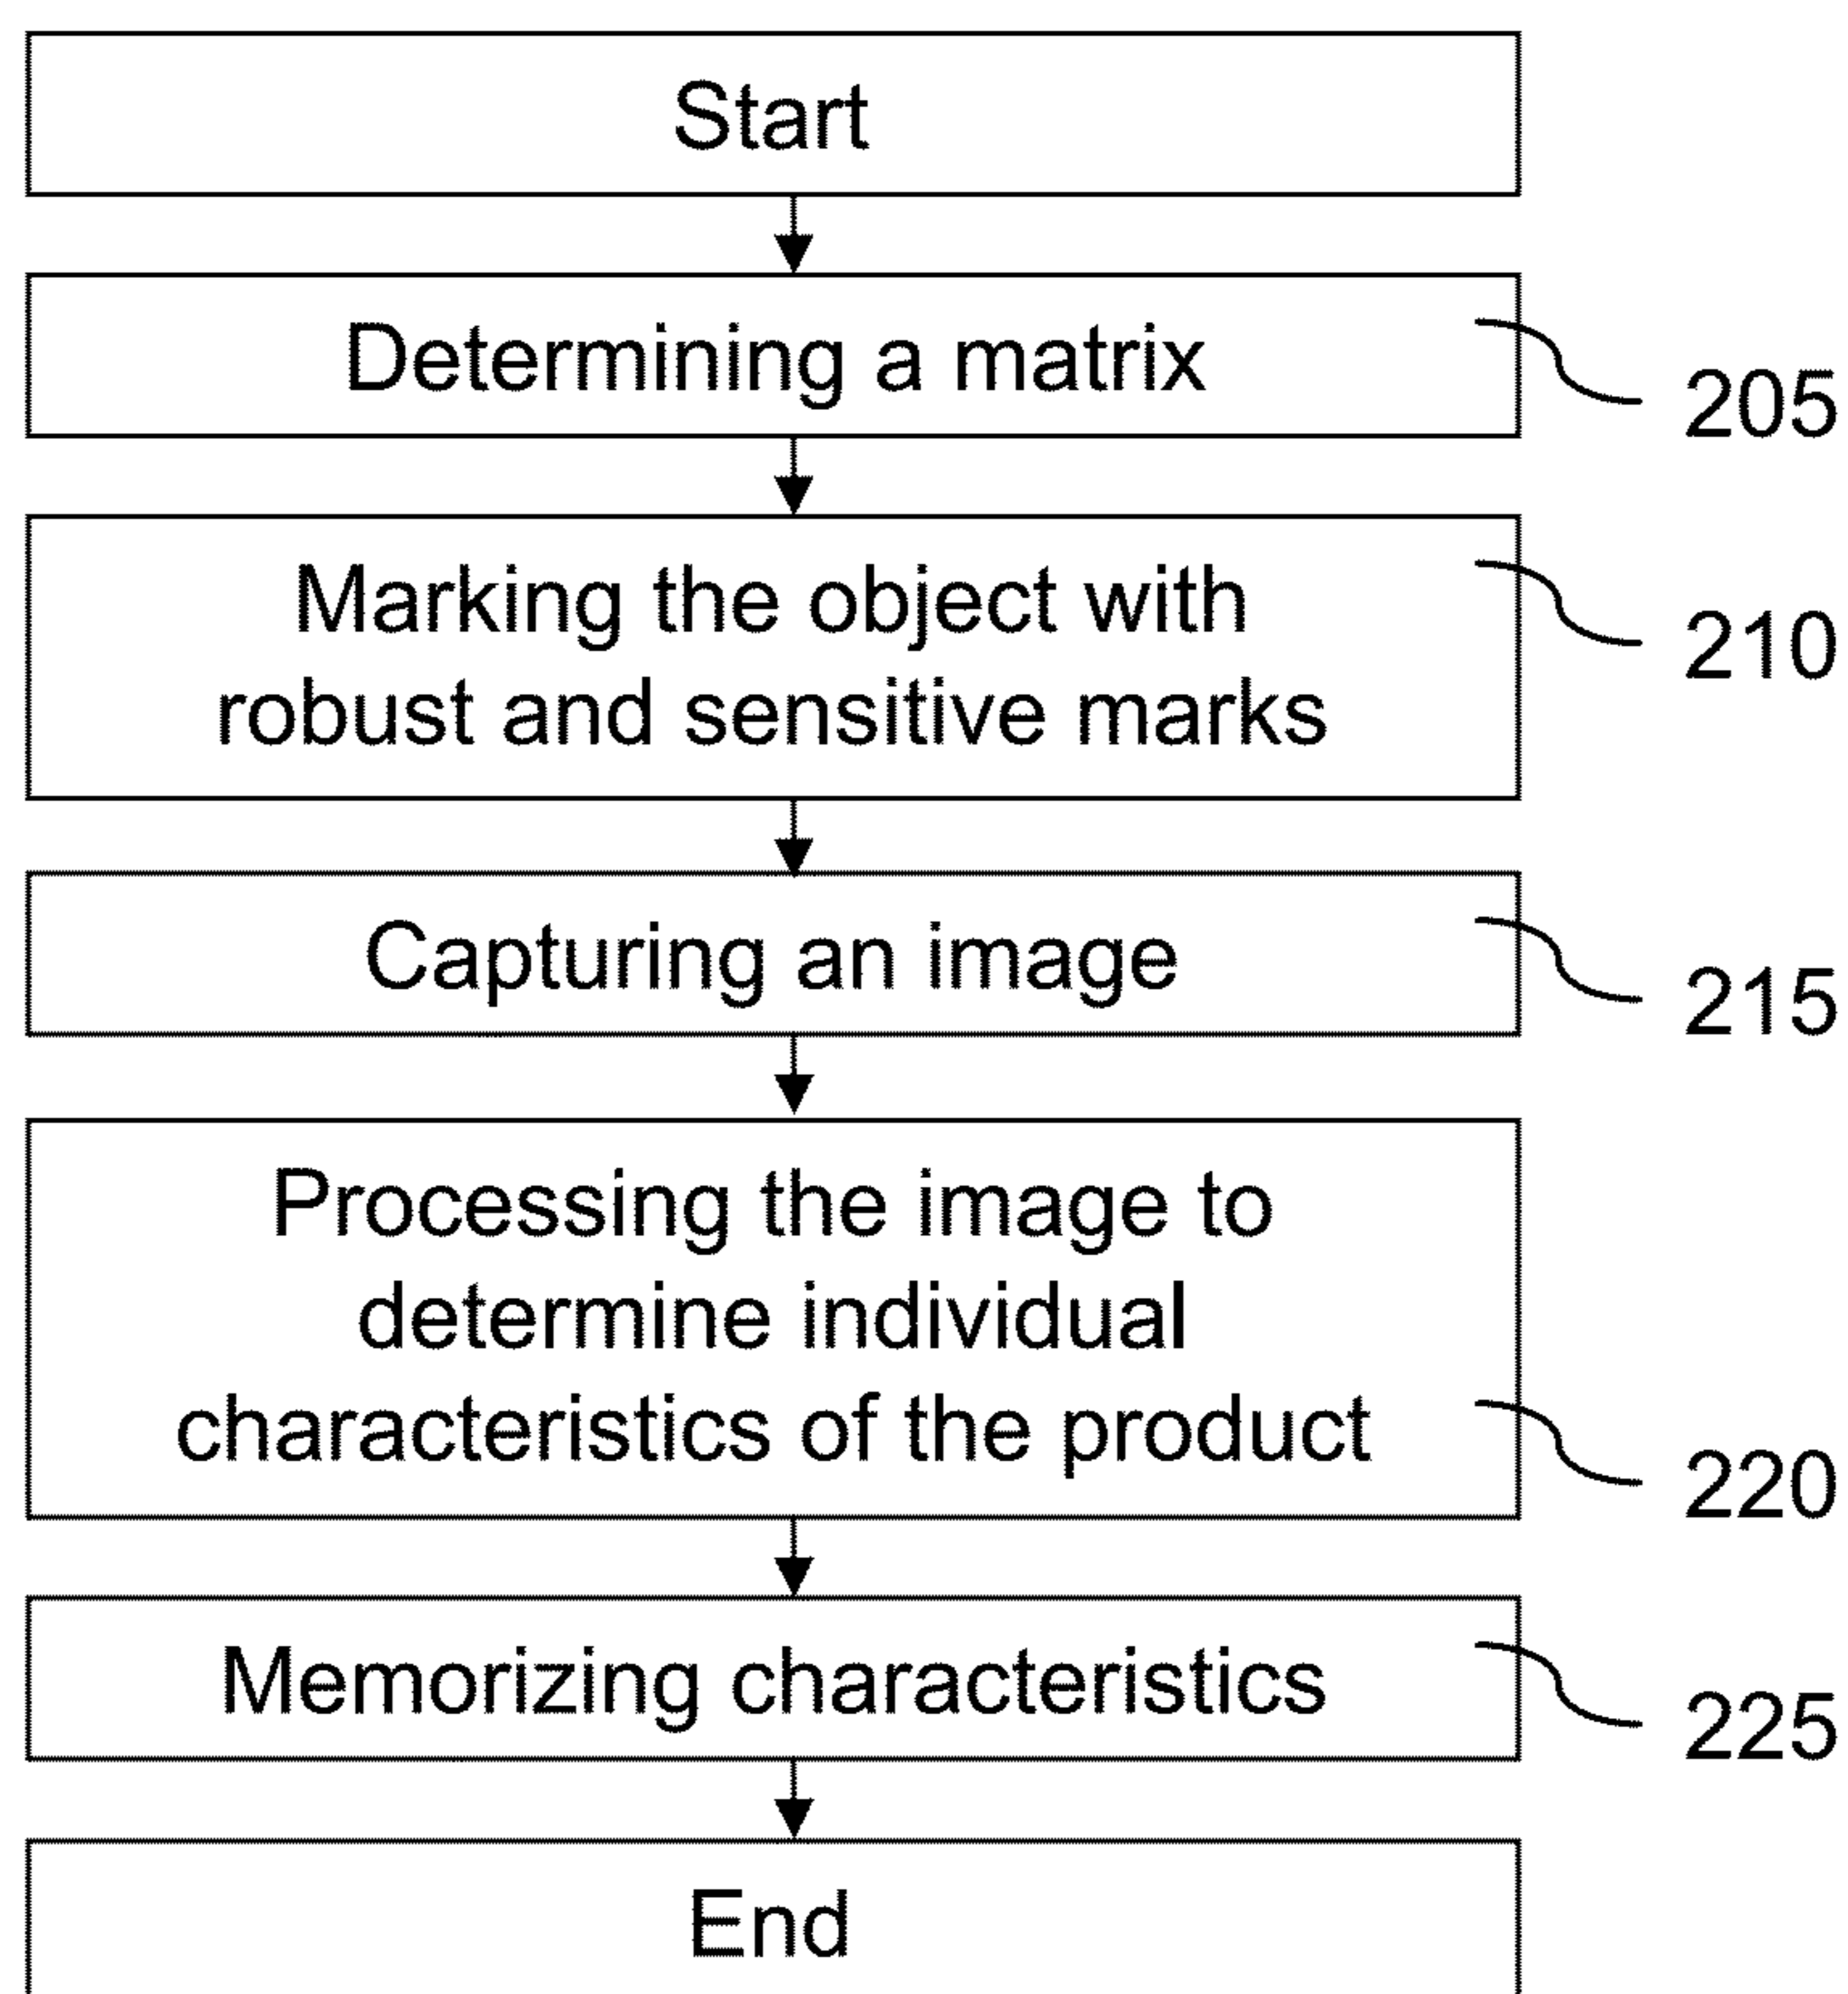 Start
Determining a matrix
205
Marking the object with
robust and sensitive marks
210
Capturing an image
215
Processing the image to
determine individual
characteristics of the product
220
Memorizing characteristics
225
End